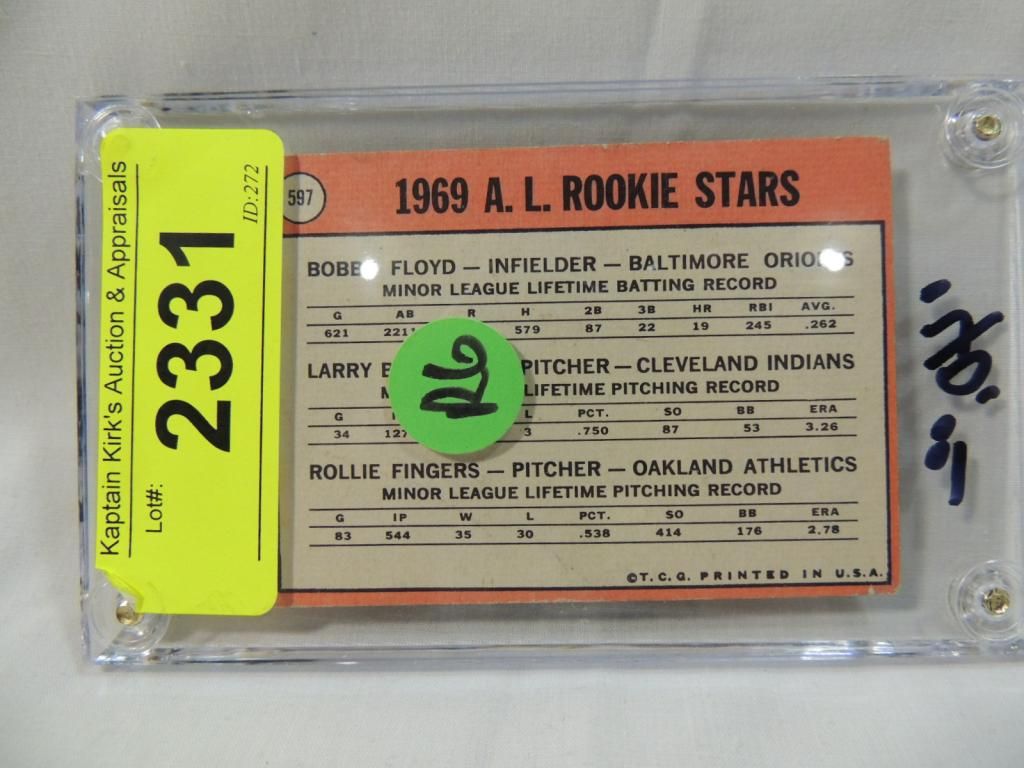 Kaptain Kirk's Auction & Appraisals
Lot#:
2331
ID:272
597
1969 A. L. ROOKIE STARS
FLOYD — INFIELDER — BALTIMORE
MINOR LEAGUE LIFETIME BATTING RECORD
G AB R H 2B 3B HR RBI AVG.
621 579 87 22 19 245 .262
LARRY PITCHER — CLEVELAND INDIANS
LIFETIME PITCHING RECORD
G L PCT. SO BB ERA
34 3 .750 87 53 3.26
R6
ROLLIE FINGERS — PITCHER — OAKLAND ATHLETICS
MINOR LEAGUE LIFETIME PITCHING RECORD
G IP W L PCT. SO BB ERA
83 544 35 30 .538 414 176 2.78
©T.C.G. PRINTED IN U.S.A.